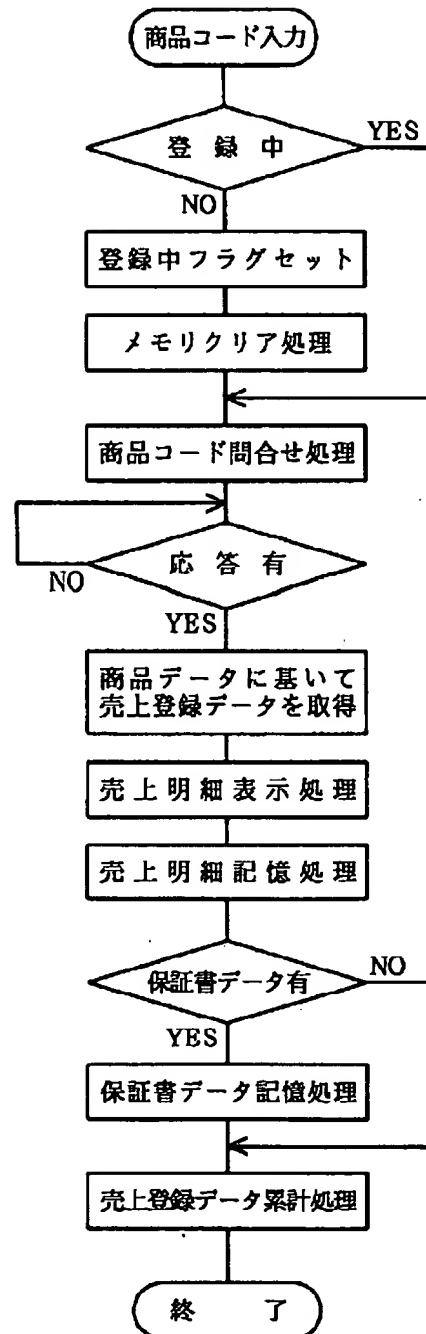 商品コード入力
登録中
YES
NO
登録中フラグセット
メモリクリア処理
商品コード問合せ処理
応答有
NO
YES
商品データに基いて
売上登録データを取得
売上明細表示処理
売上明細記憶処理
保証書データ有
NO
YES
保証書データ記憶処理
売上登録データ累計処理
終了